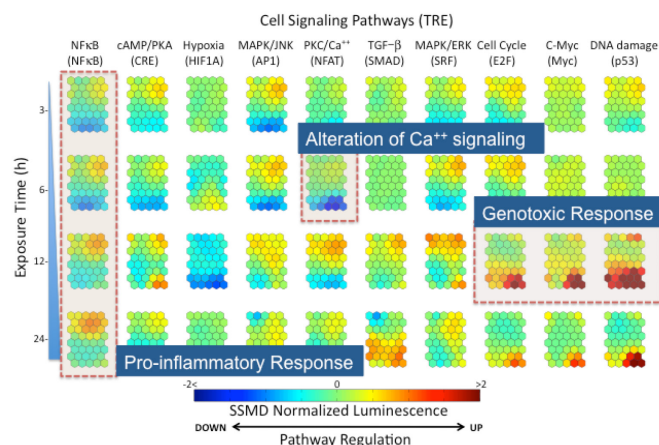 Cell Signaling Pathways (TRE)
NFκB cAMP/PKA Hypoxia MAPK/JNK PKC/Ca⁺⁺ TGF−β MAPK/ERK Cell Cycle C-Myc DNA damage
(NFκB) (CRE) (HIF1A) (AP1) (NFAT) (SMAD) (SRF) (E2F) (Myc) (p53)
Exposure Time (h)
3-
Alteration of Ca⁺⁺ signaling
6-
Genotoxic Response
12-
24-
Pro-inflammatory Response
-2< 0 >2
SSMD Normalized Luminescence
DOWN UP
Pathway Regulation